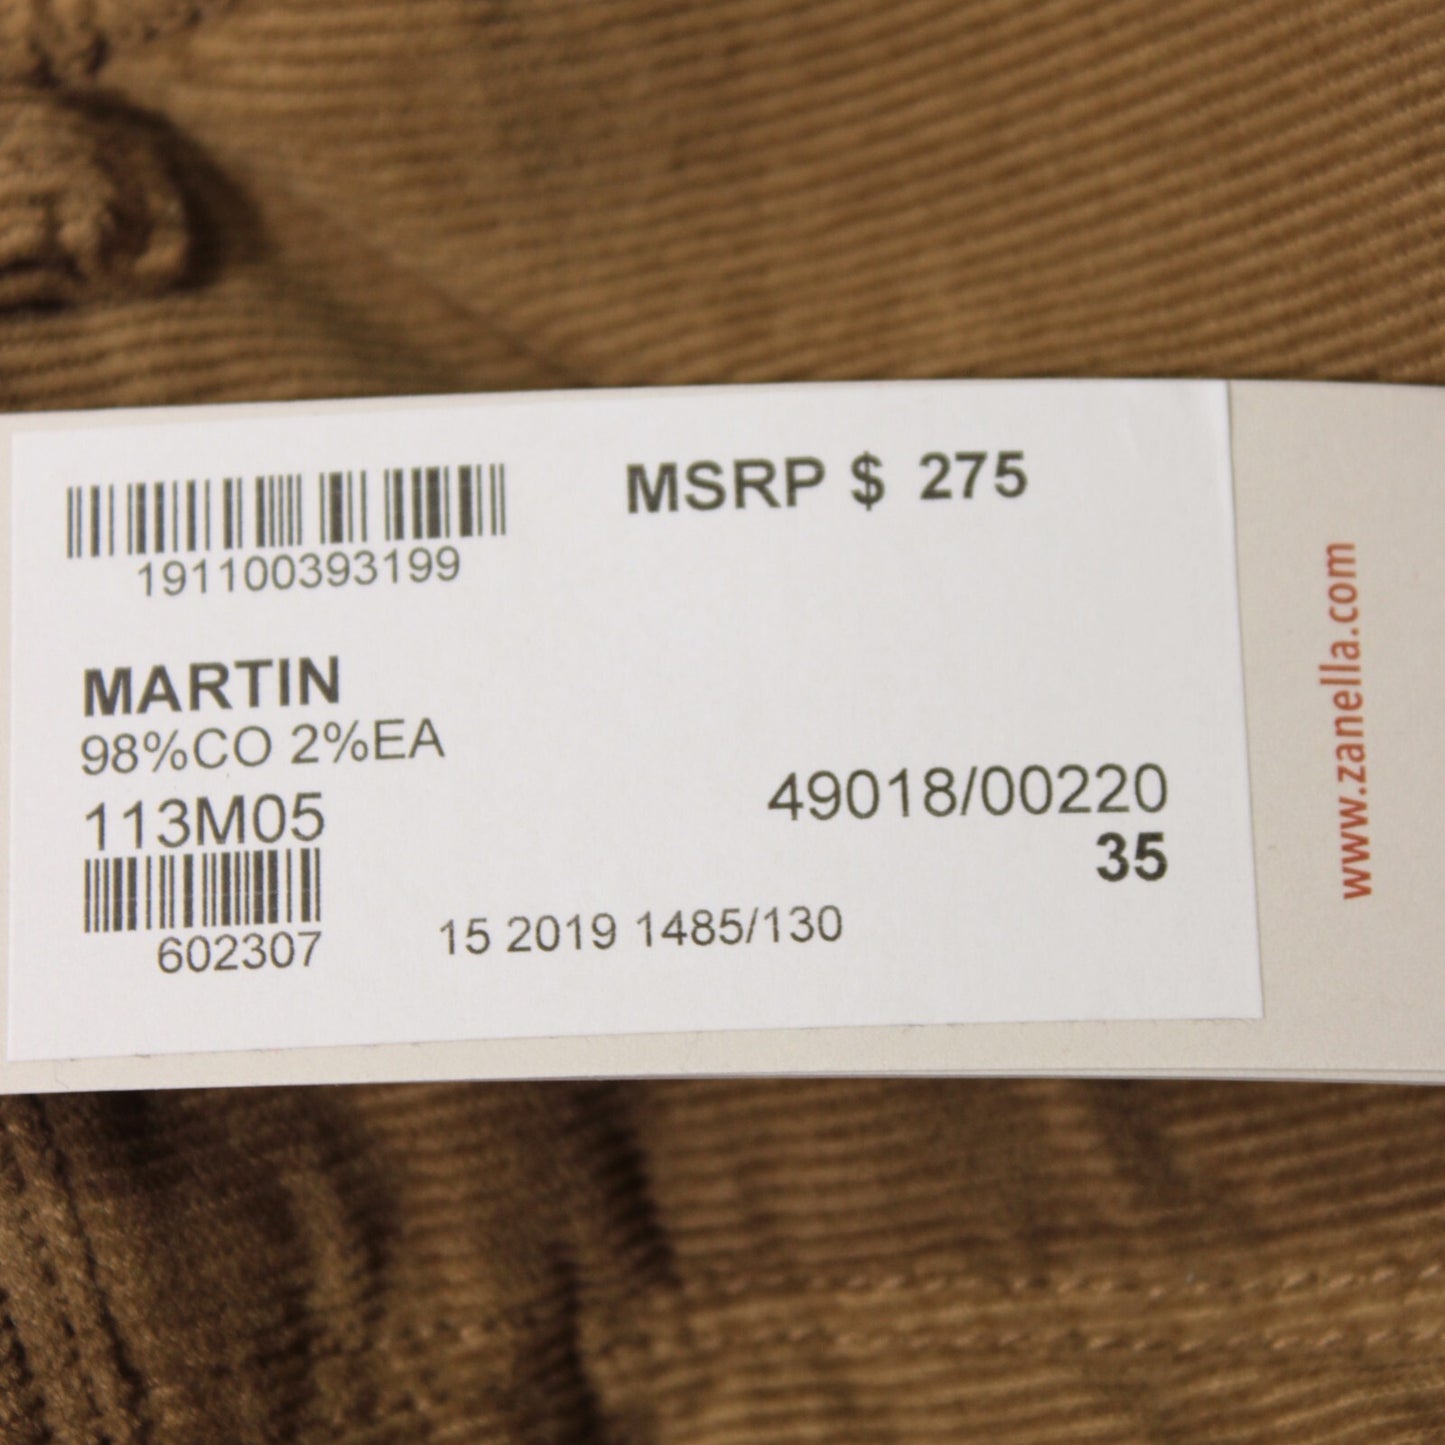 MSRP $ 275
191100393199
MARTIN
98%CO 2%EA
113M05
49018/00220
35
602307
15 2019 1485/130
www.zanella.com